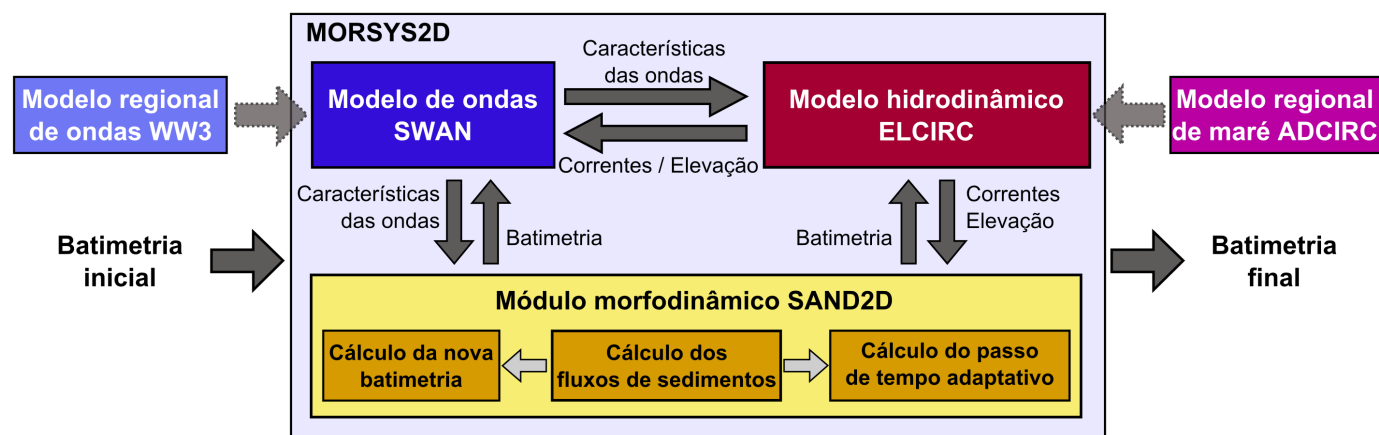 MORSYS2D
Modelo regional
de ondas WW3
Modelo de ondas
SWAN
Características
das ondas
Correntes / Elevação
Modelo hidrodinâmico
ELCIRC
Modelo regional
de maré ADCIRC
Características
das ondas
Batimetria
Batimetria
Correntes
Elevação
Batimetria
inicial
Batimetria
final
Módulo morfodinâmico SAND2D
Cálculo da nova
batimetria
Cálculo dos
fluxos de sedimentos
Cálculo do passo
de tempo adaptativo